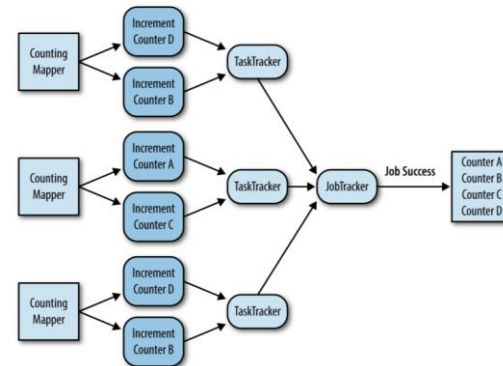 Counting
Mapper
Increment
Counter D
Increment
Counter B
TaskTracker
Counting
Mapper
Increment
Counter A
Increment
Counter C
TaskTracker
JobTracker
Job Success
Counter A
Counter B
Counter C
Counter D
Counting
Mapper
Increment
Counter D
Increment
Counter B
TaskTracker